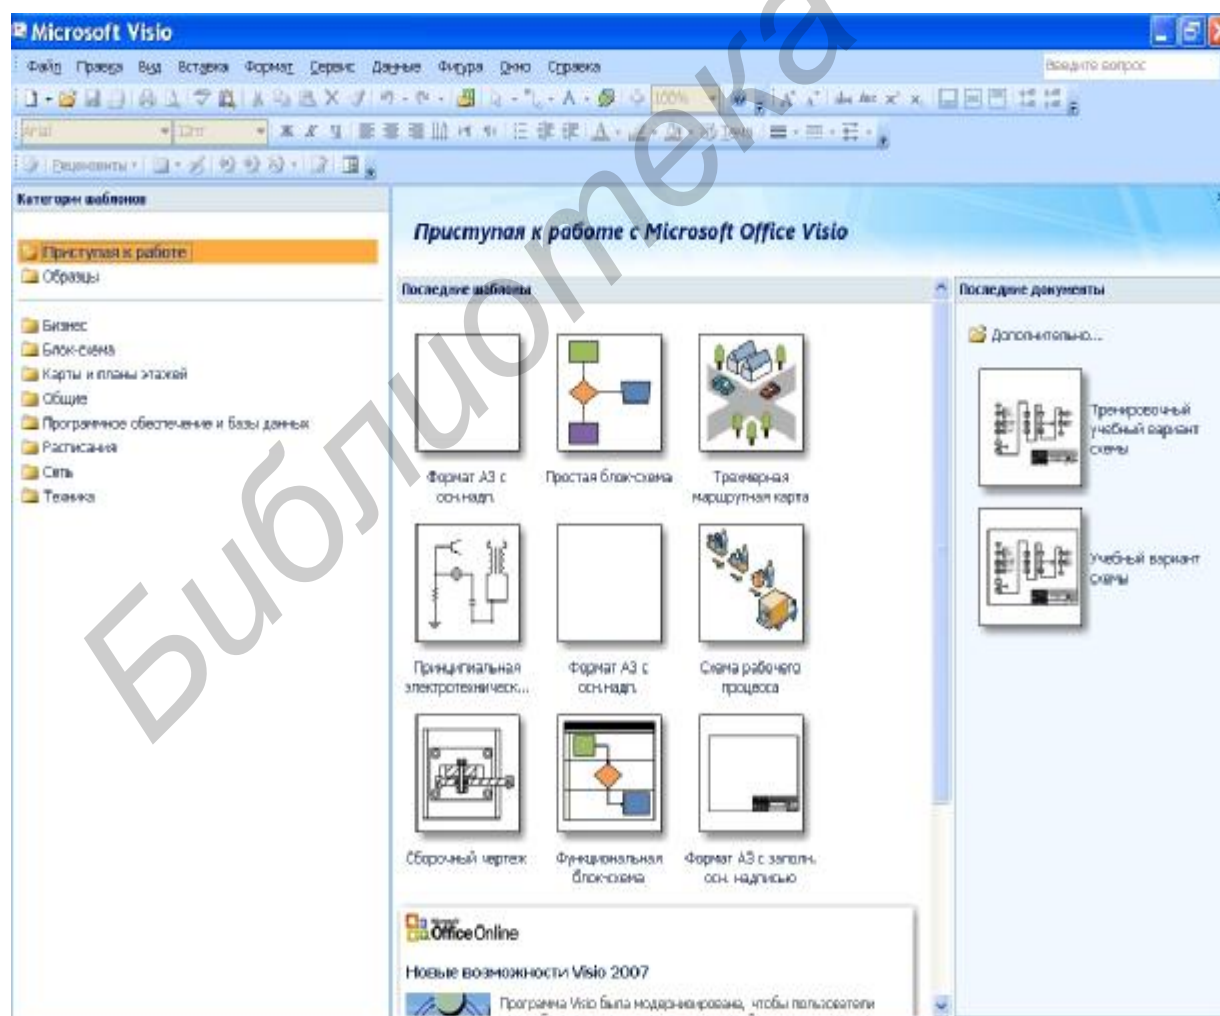 Microsoft Visio
Файл Правка Вид Вставка Формат Сервис Данные Фигура Окно Справка
Введите вопрос
100%
Arial 12пт
Рецензенты
Категории шаблонов
Приступая к работе
Образцы
Бизнес
Блок-схема
Карты и планы этажей
Общие
Программное обеспечение и базы данных
Расписания
Сеть
Техника
Приступая к работе с Microsoft Office Visio
Последние шаблоны
Формат А3 с
осн.надп.
Простая блок-схема
Трехмерная
маршрутная карта
Принципиальная
электротехническ...
Формат А3 с
осн.надп.
Схема рабочего
процесса
Сборочный чертеж
Функциональная
блок-схема
Формат А3 с заполн.
осн. надписью
Последние документы
Дополнительно...
Тренировочный
учебный вариант
схемы
Учебный вариант
схемы
Microsoft
Office Online
Новые возможности Visio 2007
Программа Visio была модернизирована, чтобы пользователи
Библиотека